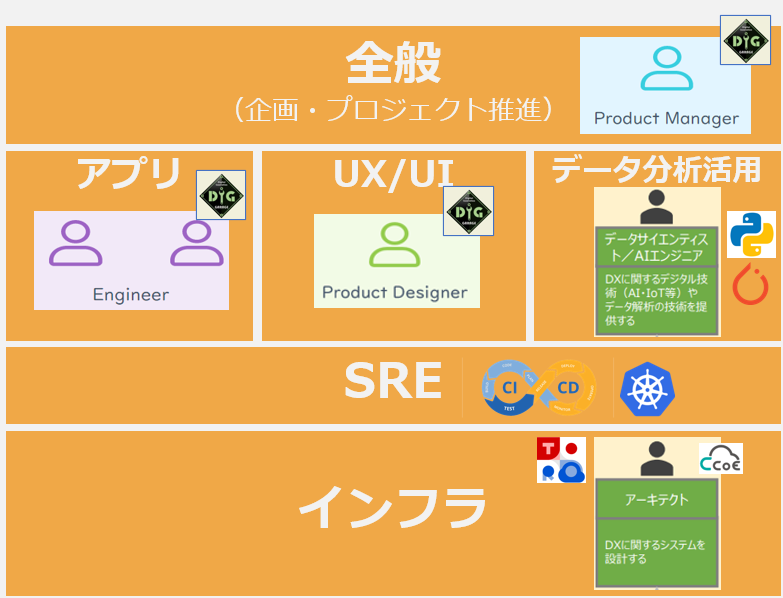 全般
（企画・プロジェクト推進）
DIG
GARAGE
Product Manager
アプリ
DIG
GARAGE
Engineer
UX/UI
DIG
GARAGE
Product Designer
データ分析活用
データサイエンティス
ト／AIエンジニア
DXに関するデジタル技
術（AI・IoT等）や
データ解析の技術を提
供する
SRE
CI
CD
TEST
インフラ
T
CCoE
アーキテクト
DXに関するシステムを
設計する